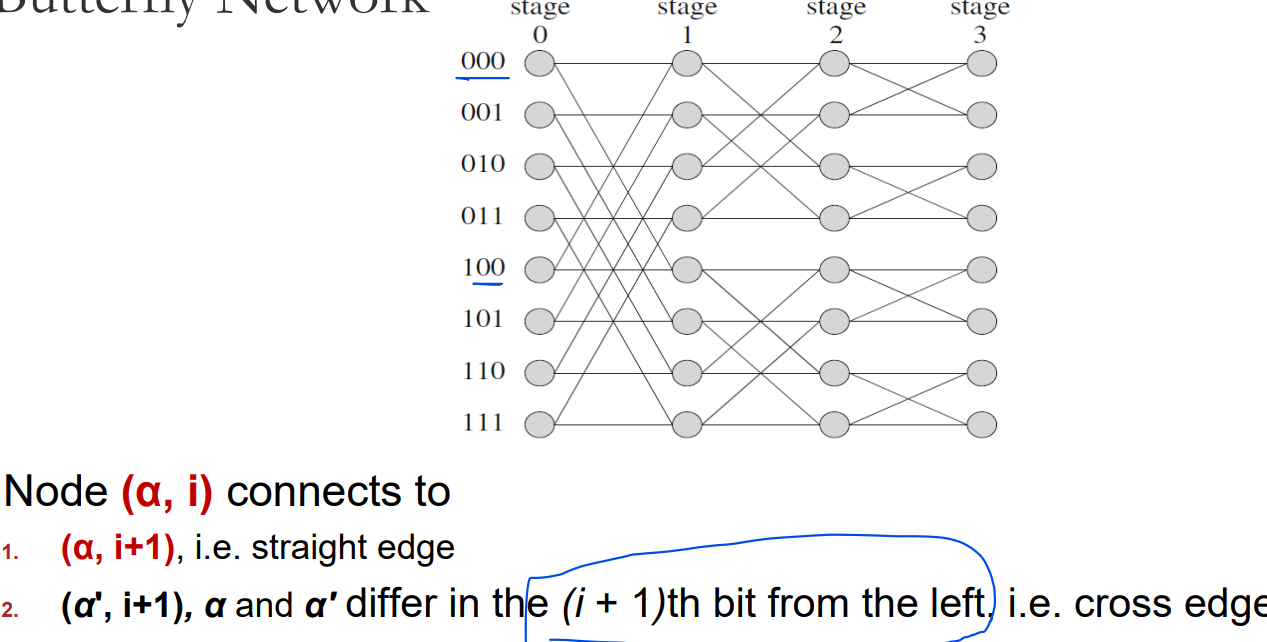 Butterfly Network
stage stage stage stage
0 1 2 3
000
001
010
011
100
101
110
111
Node (α, i) connects to
1. (α, i+1), i.e. straight edge
2. (α', i+1), α and α' differ in the (i + 1)th bit from the left, i.e. cross edge